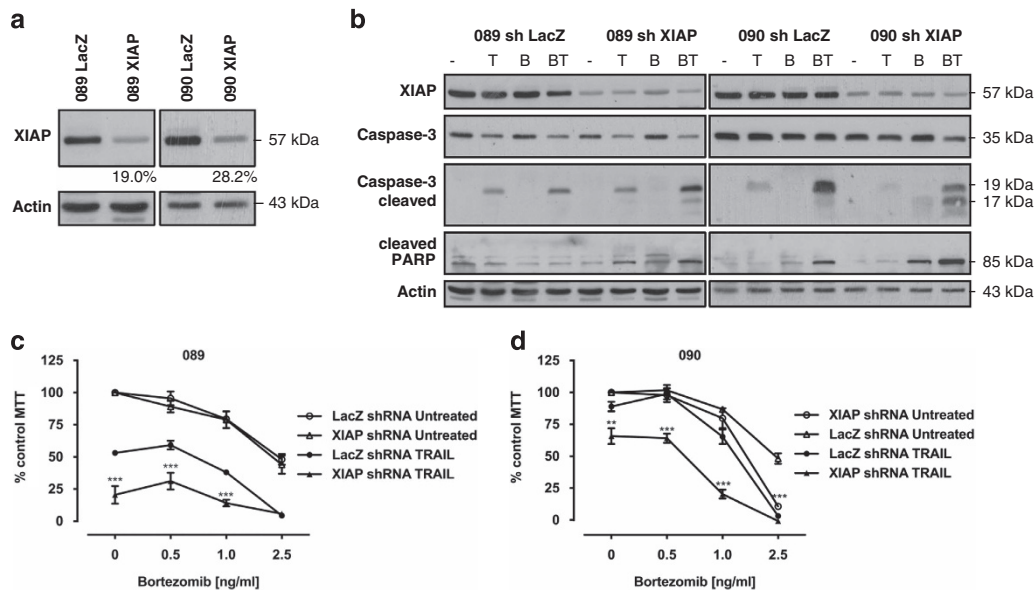 a
089 LacZ
089 XIAP
090 LacZ
090 XIAP
XIAP
57 kDa
19.0%
28.2%
Actin
43 kDa
b
089 sh LacZ
089 sh XIAP
090 sh LacZ
090 sh XIAP
- T B BT - T B BT - T B BT - T B BT
XIAP
57 kDa
Caspase-3
35 kDa
Caspase-3
cleaved
19 kDa
17 kDa
cleaved
PARP
85 kDa
Actin
43 kDa
c
089
125
100
75
50
25
0
% control MTT
***
***
***
0 0.5 1.0 2.5
Bortezomib [ng/ml]
LacZ shRNA Untreated
XIAP shRNA Untreated
LacZ shRNA TRAIL
XIAP shRNA TRAIL
d
090
125
100
75
50
25
0
% control MTT
**
***
***
***
0 0.5 1.0 2.5
Bortezomib [ng/ml]
XIAP shRNA Untreated
LacZ shRNA Untreated
LacZ shRNA TRAIL
XIAP shRNA TRAIL